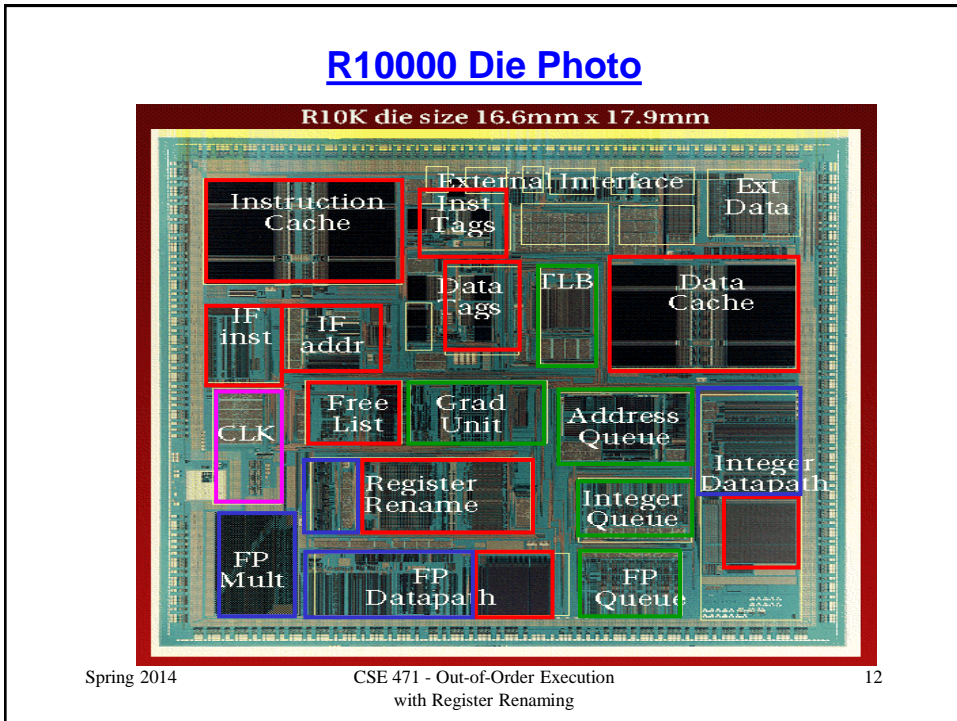 R10000 Die Photo
R10K die size 16.6mm x 17.9mm
External Interface
Ext
Data
Instruction
Cache
Inst
Tags
Data
Tags
TLB
Data
Cache
IF
inst
IF
addr
CLK
Free
List
Grad
Unit
Address
Queue
Integer
Datapath
Register
Rename
Integer
Queue
FP
Mult
FP
Datapath
FP
Queue
Spring 2014
CSE 471 - Out-of-Order Execution
with Register Renaming
12